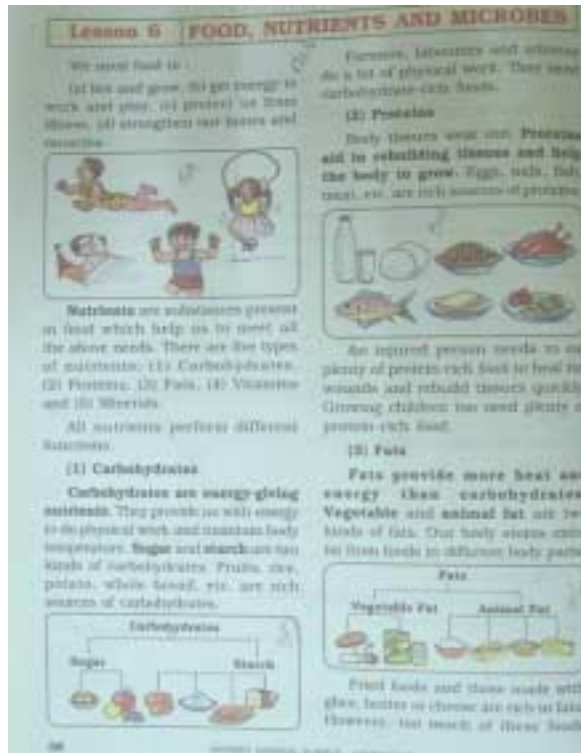 Lesson 6 FOOD, NUTRIENTS AND MICROBES
We need food to
(a) live and grow, (b) get energy to
work and play, (c) protect us from
illness, (d) strengthen our bones and
muscles.
Nutrients are substances present
in food which help us to meet all
the above needs. There are five types
of nutrients: (1) Carbohydrates,
(2) Proteins, (3) Fats, (4) Vitamins
and (5) Minerals.
All nutrients perform different
functions.
(1) Carbohydrates
Carbohydrates are energy-giving
nutrients. They provide us with energy
to do physical work and maintain body
temperature. Sugar and starch are two
kinds of carbohydrates. Fruits, rice,
potato, whole bread, etc. are rich
sources of carbohydrates.
Carbohydrates
Sugar Starch
Farmers, labourers and
do a lot of physical work. They need
carbohydrate-rich foods.
(2) Proteins
Body tissues wear out. Proteins
aid in rebuilding tissues and help
the body to grow. Eggs, milk, fish,
meat, etc. are rich sources of proteins.
An injured person needs to
plenty of protein-rich food to heal
wounds and rebuild tissues quickly.
Growing children too need plenty
protein-rich food.
(3) Fats
Fats provide more heat and
energy than carbohydrates.
Vegetable and animal fat are two
kinds of fats. Our body stores
fat from foods in different body parts
Fats
Vegetable Fat Animal Fat
Fried foods and those made with
ghee, butter or cheese are rich in fats.
However, too much of these foods